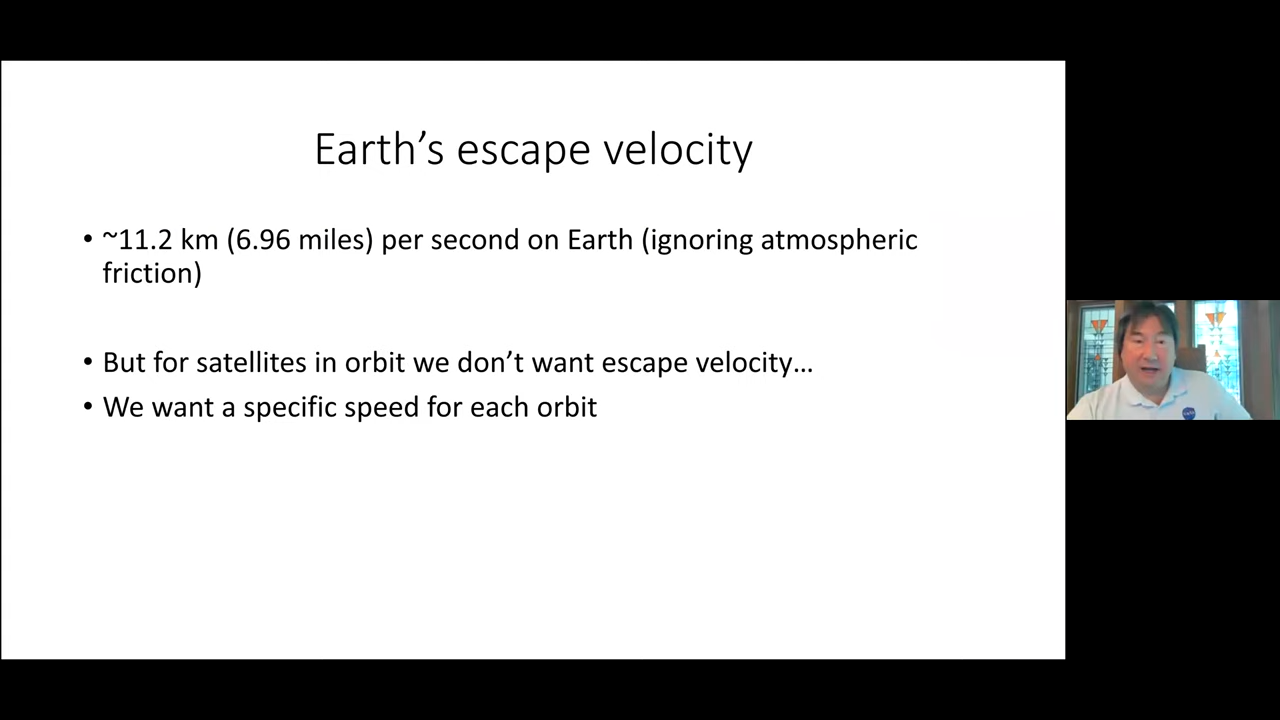 Earth’s escape velocity
• ~11.2 km (6.96 miles) per second on Earth (ignoring atmospheric
friction)
• But for satellites in orbit we don’t want escape velocity…
• We want a specific speed for each orbit